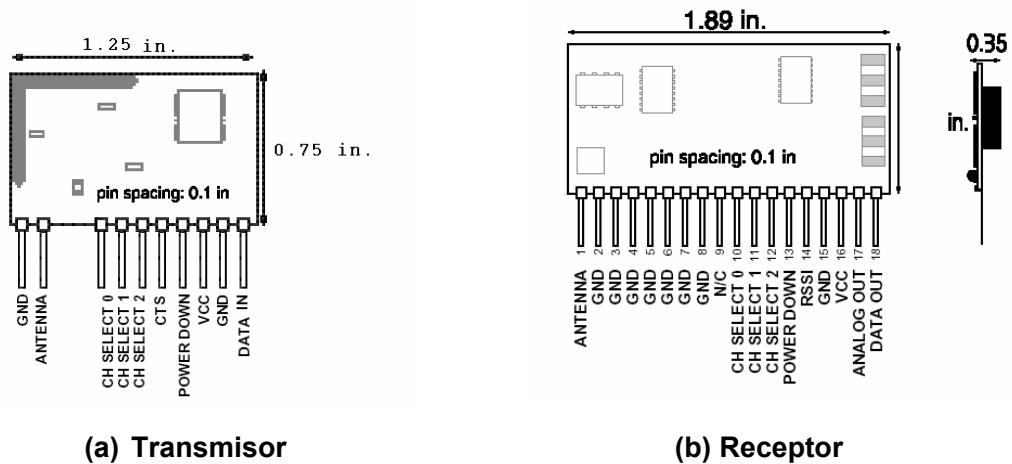 1.25 in.
0.75 in.
pin spacing: 0.1 in
GND
ANTENNA
CH SELECT 0
CH SELECT 1
CH SELECT 2
CTS
POWER DOWN
VCC
GND
DATA IN
(a) Transmisor
1.89 in.
0.35
in.
pin spacing: 0.1 in
1 2 3 4 5 6 7 8 9 10 11 12 13 14 15 16 17 18
ANTENNA
GND
GND
GND
GND
GND
GND
GND
N/C
CH SELECT 0
CH SELECT 1
CH SELECT 2
POWER DOWN
RSSI
GND
VCC
ANALOG OUT
DATA OUT
(b) Receptor